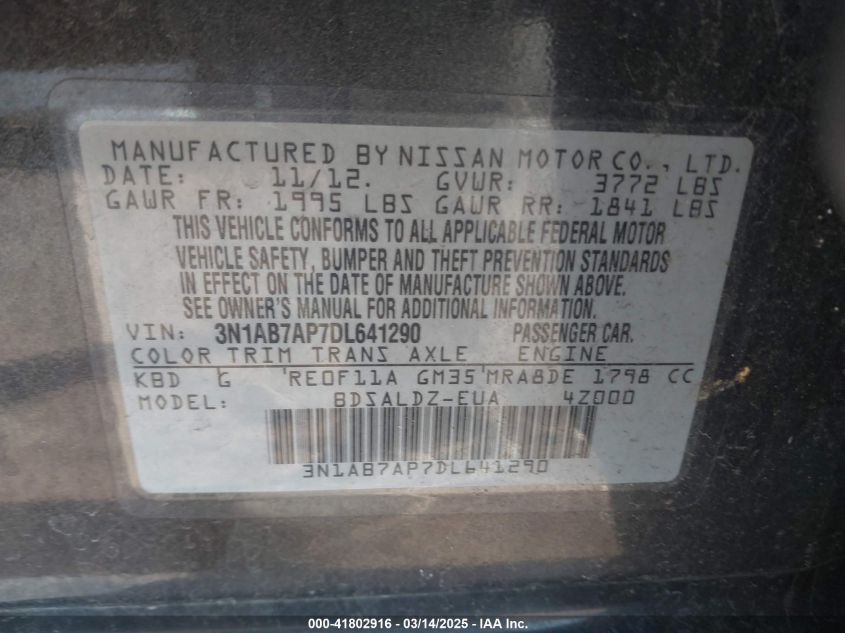 MANUFACTURED BY NISSAN MOTOR CO., LTD.
DATE: 11/12. GVWR: 3772 LBS
GAWR FR: 1995 LBS GAWR RR: 1841 LBS
THIS VEHICLE CONFORMS TO ALL APPLICABLE FEDERAL MOTOR
VEHICLE SAFETY, BUMPER AND THEFT PREVENTION STANDARDS
IN EFFECT ON THE DATE OF MANUFACTURE SHOWN ABOVE.
SEE OWNER'S MANUAL FOR ADDITIONAL INFORMATION.
VIN: 3N1AB7AP7DL641290 PASSENGER CAR.
COLOR TRIM TRANS AXLE ENGINE
KBD G RE0F11A GM35 MRA8DE 1798 CC
MODEL: BDSALDZ-EUA 4Z000
3N1AB7AP7DL641290
000-41802916 - 03/14/2025 - IAA Inc.